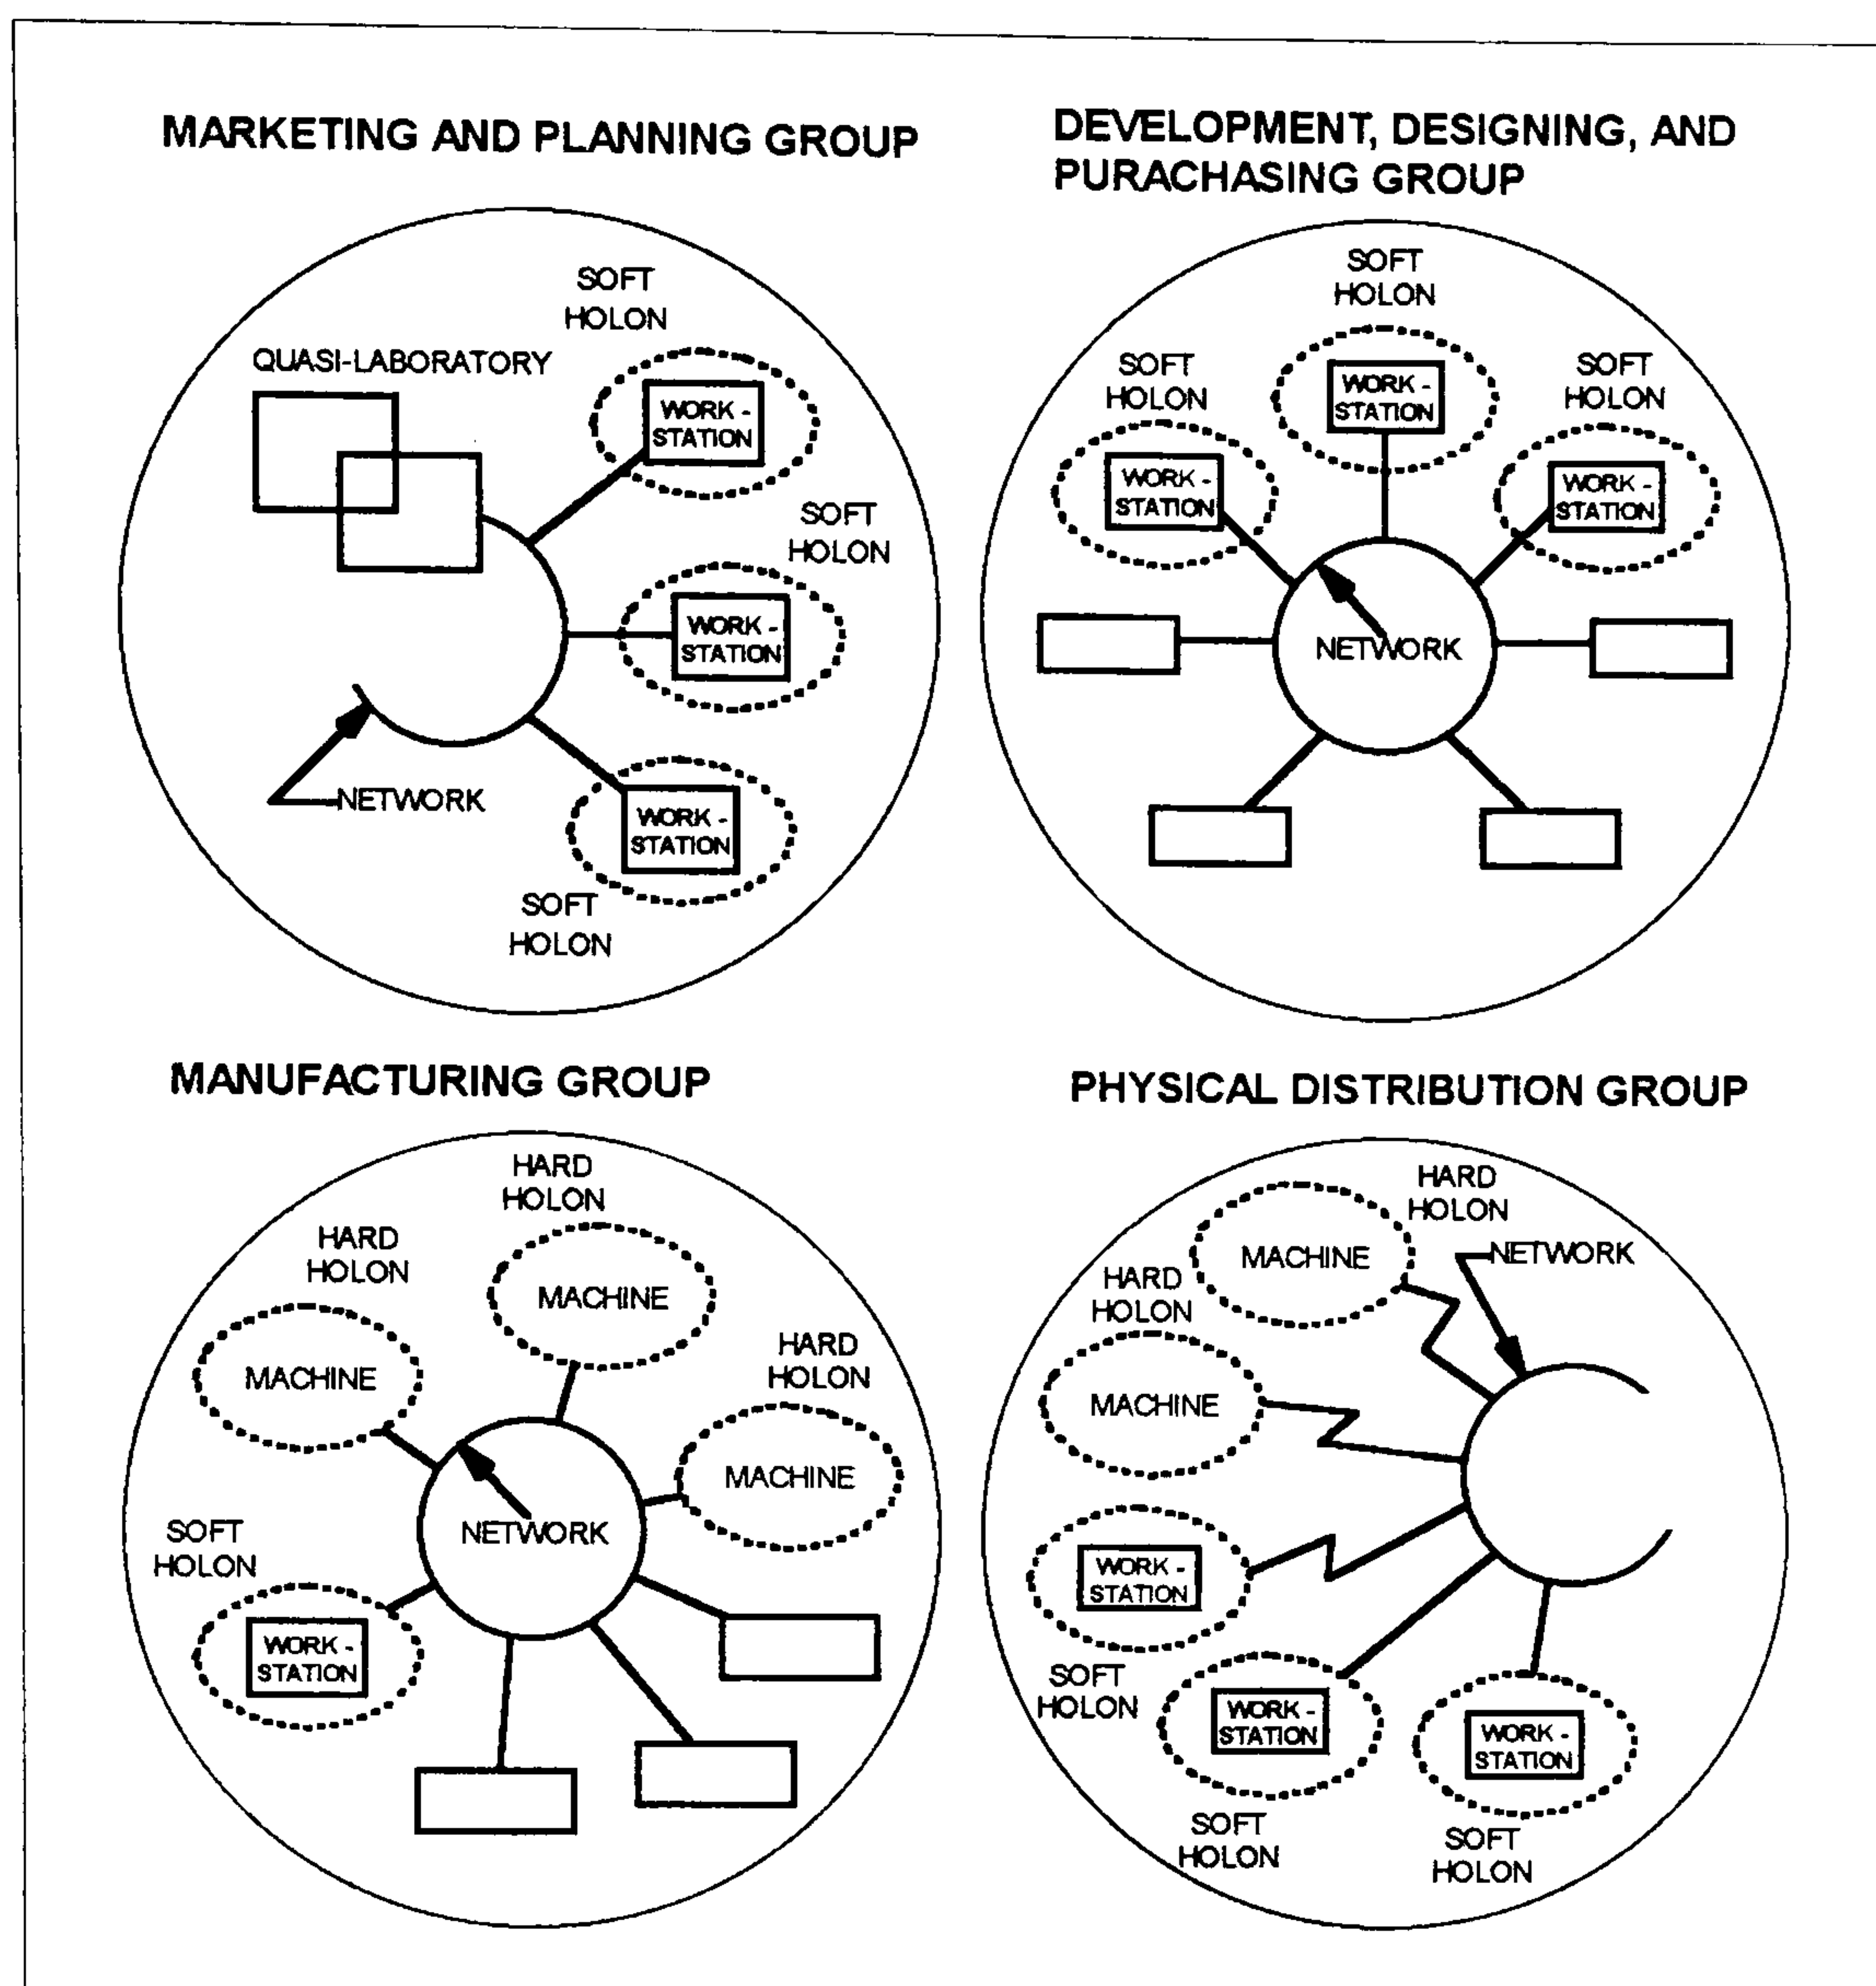 MARKETING AND PLANNING GROUP
SOFT
HOLON
QUASI-LABORATORY
WORK -
STATION
SOFT
HOLON
WORK -
STATION
NETWORK
WORK -
STATION
SOFT
HOLON
DEVELOPMENT, DESIGNING, AND
PURACHASING GROUP
SOFT
HOLON
SOFT
HOLON
SOFT
HOLON
WORK -
STATION
WORK -
STATION
WORK -
STATION
NETWORK
MANUFACTURING GROUP
HARD
HOLON
HARD
HOLON
MACHINE
HARD
HOLON
MACHINE
MACHINE
NETWORK
SOFT
HOLON
WORK -
STATION
PHYSICAL DISTRIBUTION GROUP
HARD
HOLON
MACHINE
NETWORK
HARD
HOLON
MACHINE
WORK -
STATION
SOFT
HOLON
WORK -
STATION
WORK -
STATION
SOFT
HOLON
SOFT
HOLON